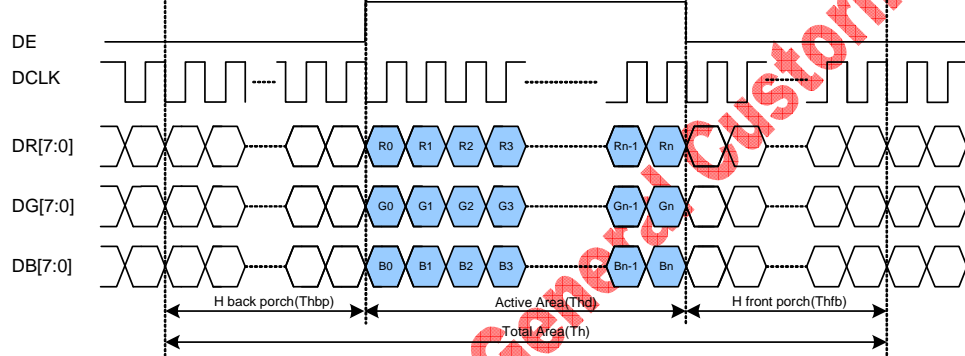 DE
DCLK
DR[7:0] R0 R1 R2 R3 Rn-1 Rn
DG[7:0] G0 G1 G2 G3 Gn-1 Gn
DB[7:0] B0 B1 B2 B3 Bn-1 Bn
H back porch(Thbp) Active Area(Thd) H front porch(Thfb)
Total Area(Th)
General Custom